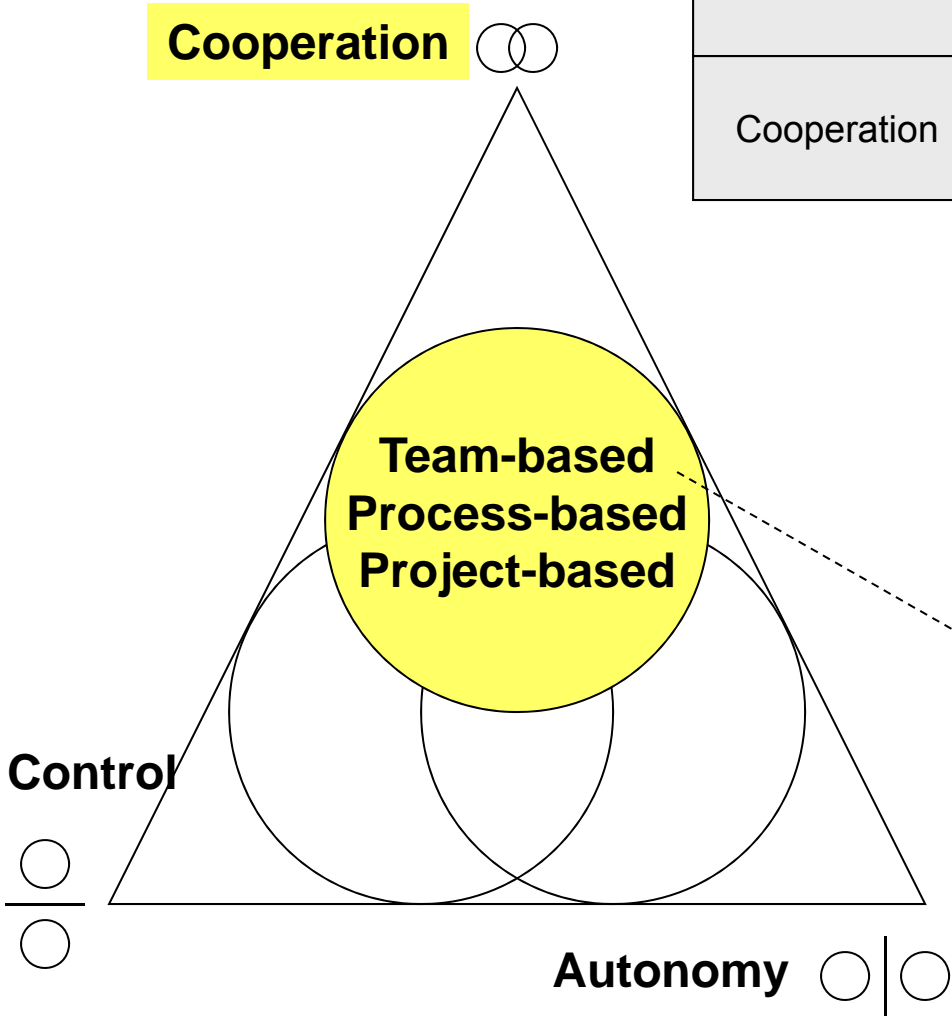 Cooperation
Cooperation
Team-based
Process-based
Project-based
Control
Autonomy